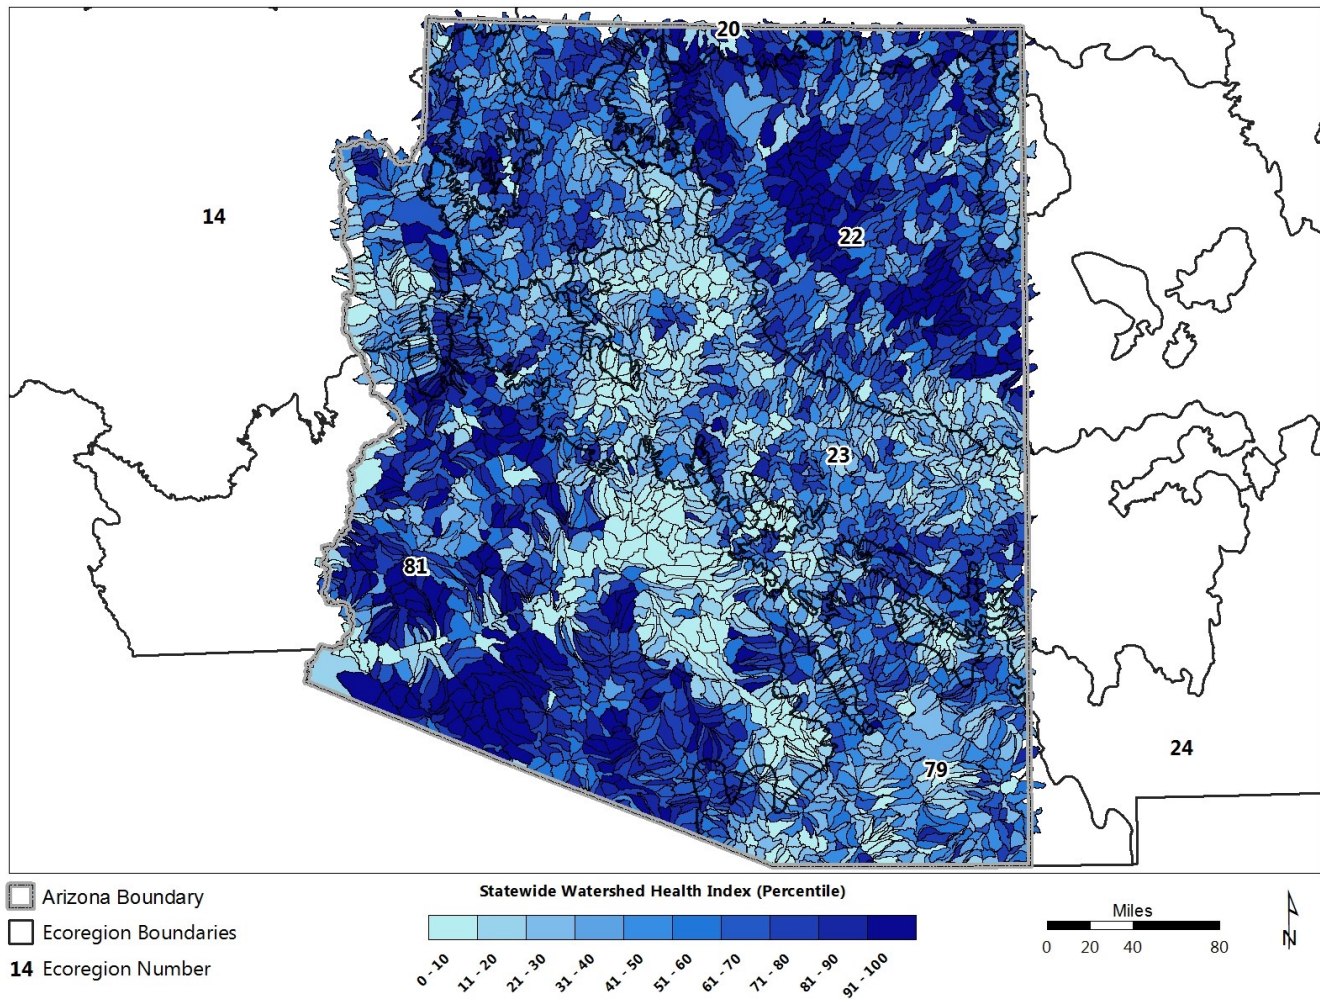 20
14
22
23
81
24
79
Arizona Boundary
Ecoregion Boundaries
14 Ecoregion Number
Statewide Watershed Health Index (Percentile)
0 - 10
11 - 20
21 - 30
31 - 40
41 - 50
51 - 60
61 - 70
71 - 80
81 - 90
91 - 100
Miles
0 20 40 80
N